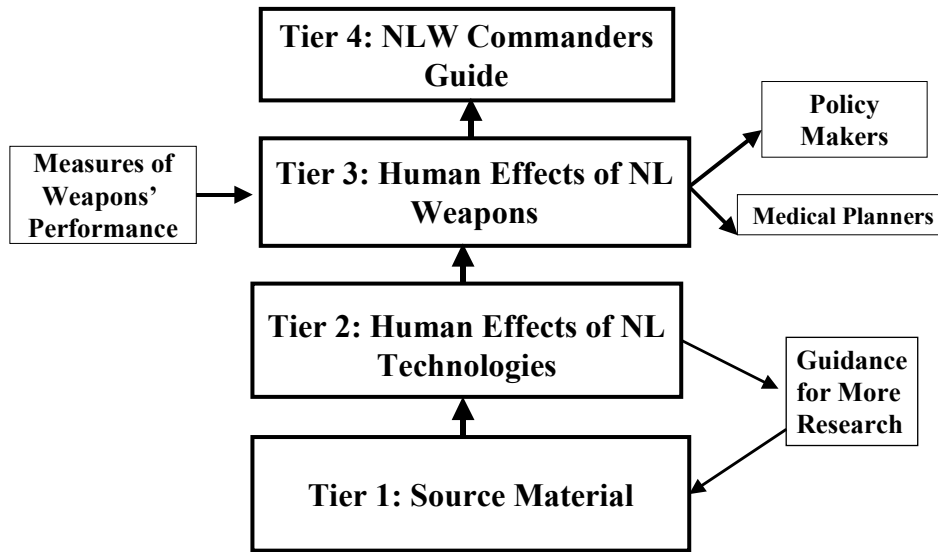 Tier 4: NLW Commanders
Guide
Policy
Makers
Measures of
Weapons’
Performance
Tier 3: Human Effects of NL
Weapons
Medical Planners
Tier 2: Human Effects of NL
Technologies
Guidance
for More
Research
Tier 1: Source Material